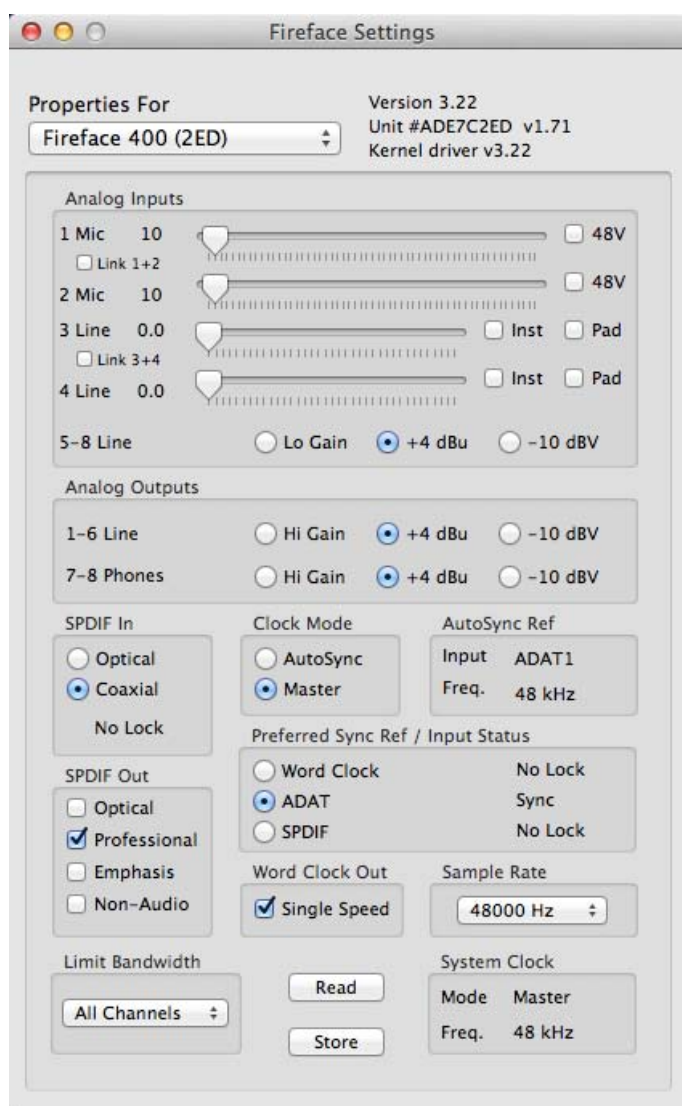 Fireface Settings
Properties For
Fireface 400 (2ED)
Version 3.22
Unit #ADE7C2ED v1.71
Kernel driver v3.22
Analog Inputs
1 Mic 10 48V
Link 1+2
2 Mic 10 48V
3 Line 0.0 Inst Pad
Link 3+4
4 Line 0.0 Inst Pad
5-8 Line Lo Gain +4 dBu -10 dBV
Analog Outputs
1-6 Line Hi Gain +4 dBu -10 dBV
7-8 Phones Hi Gain +4 dBu -10 dBV
SPDIF In
Optical
Coaxial
No Lock
Clock Mode
AutoSync
Master
AutoSync Ref
Input ADAT1
Freq. 48 kHz
Preferred Sync Ref / Input Status
Word Clock No Lock
ADAT Sync
SPDIF No Lock
SPDIF Out
Optical
Professional
Emphasis
Non-Audio
Word Clock Out
Single Speed
Sample Rate
48000 Hz
Limit Bandwidth
All Channels
Read
Store
System Clock
Mode Master
Freq. 48 kHz